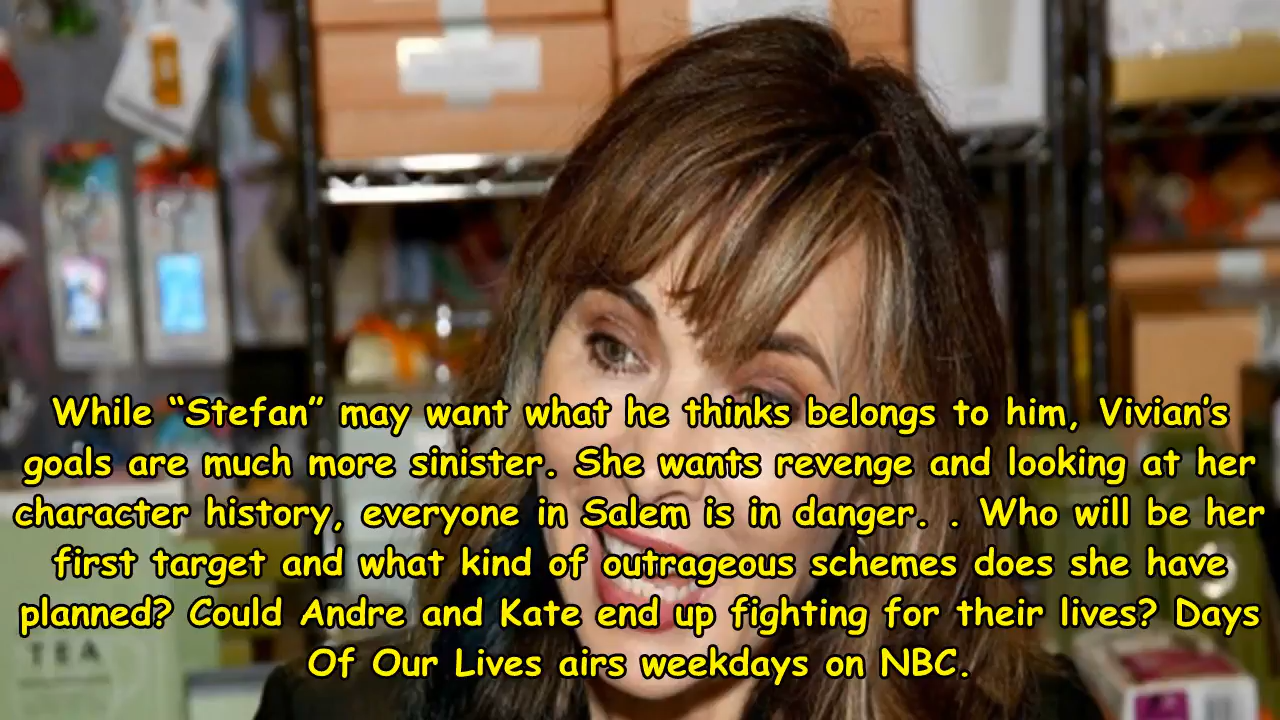 While “Stefan” may want what he thinks belongs to him, Vivian’s
goals are much more sinister. She wants revenge and looking at her
character history, everyone in Salem is in danger. . Who will be her
first target and what kind of outrageous schemes does she have
planned? Could Andre and Kate end up fighting for their lives? Days
Of Our Lives airs weekdays on NBC.
TEA